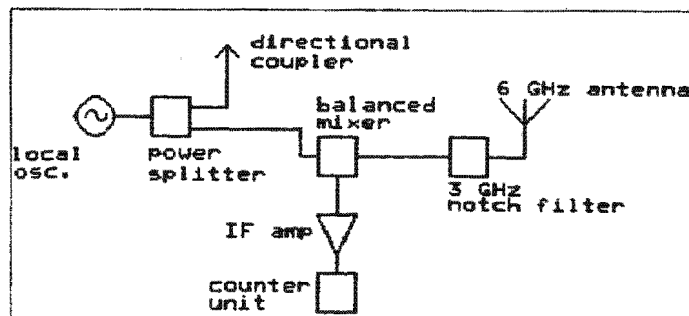 directional
coupler
6 GHz antenna
balanced
mixer
local
osc.
power
splitter
3 GHz
notch filter
IF amp
counter
unit